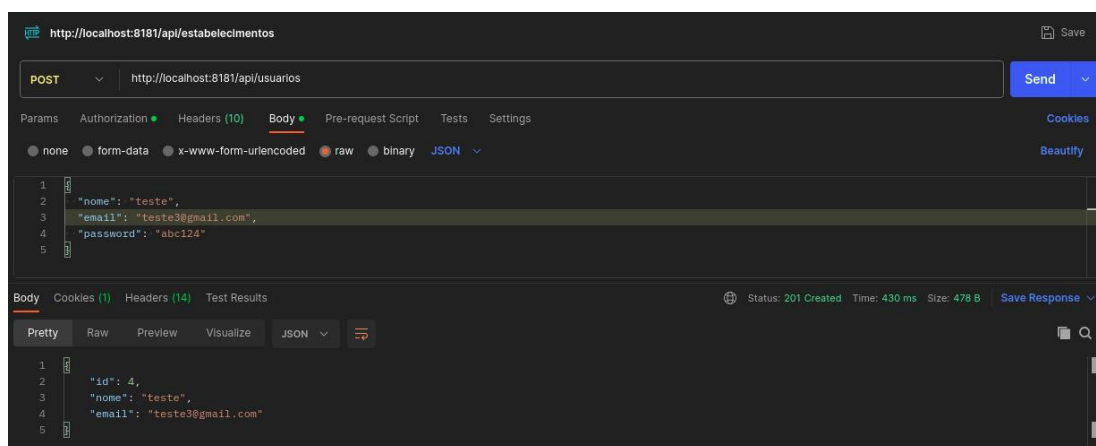 HTTP http://localhost:8181/api/estabelecimentos Save
POST http://localhost:8181/api/usuarios Send
Params Authorization Headers (10) Body Pre-request Script Tests Settings Cookies
none form-data x-www-form-urlencoded raw binary JSON Beautify
1 {
2 "nome": "teste",
3 "email": "teste3@gmail.com",
4 "password": "abc124"
5 }
Body Cookies (1) Headers (14) Test Results Status: 201 Created Time: 430 ms Size: 478 B Save Response
Pretty Raw Preview Visualize JSON
1 {
2 "id": 4,
3 "nome": "teste",
4 "email": "teste3@gmail.com"
5 }